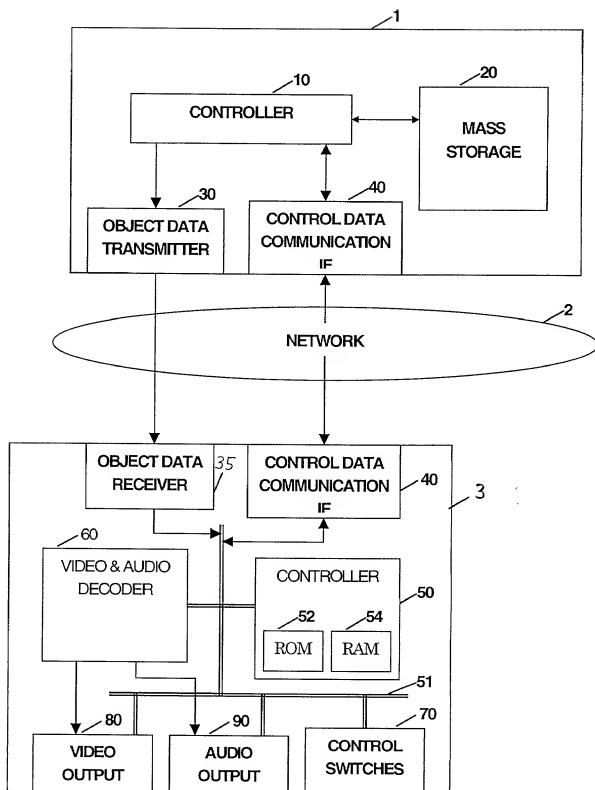 1
10
CONTROLLER
20
MASS
STORAGE
30
OBJECT DATA
TRANSMITTER
40
CONTROL DATA
COMMUNICATION
IF
2
NETWORK
OBJECT DATA
RECEIVER
35
CONTROL DATA
COMMUNICATION
IF
40
3
60
VIDEO & AUDIO
DECODER
CONTROLLER
50
52
ROM
54
RAM
51
80
VIDEO
OUTPUT
90
AUDIO
OUTPUT
70
CONTROL
SWITCHES